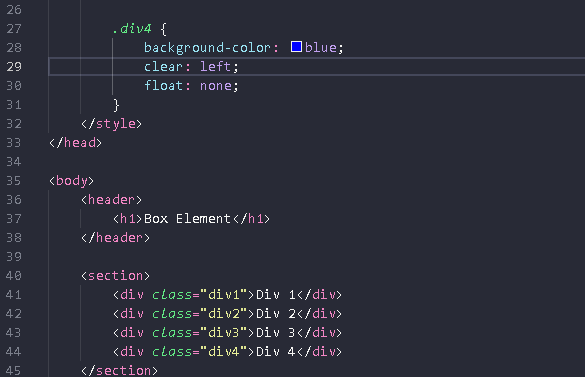 26
27 .div4 {
28 background-color: blue;
29 clear: left;
30 float: none;
31 }
32 </style>
33 </head>
34
35 <body>
36 <header>
37 <h1>Box Element</h1>
38 </header>
39
40 <section>
41 <div class="div1">Div 1</div>
42 <div class="div2">Div 2</div>
43 <div class="div3">Div 3</div>
44 <div class="div4">Div 4</div>
45 </section>